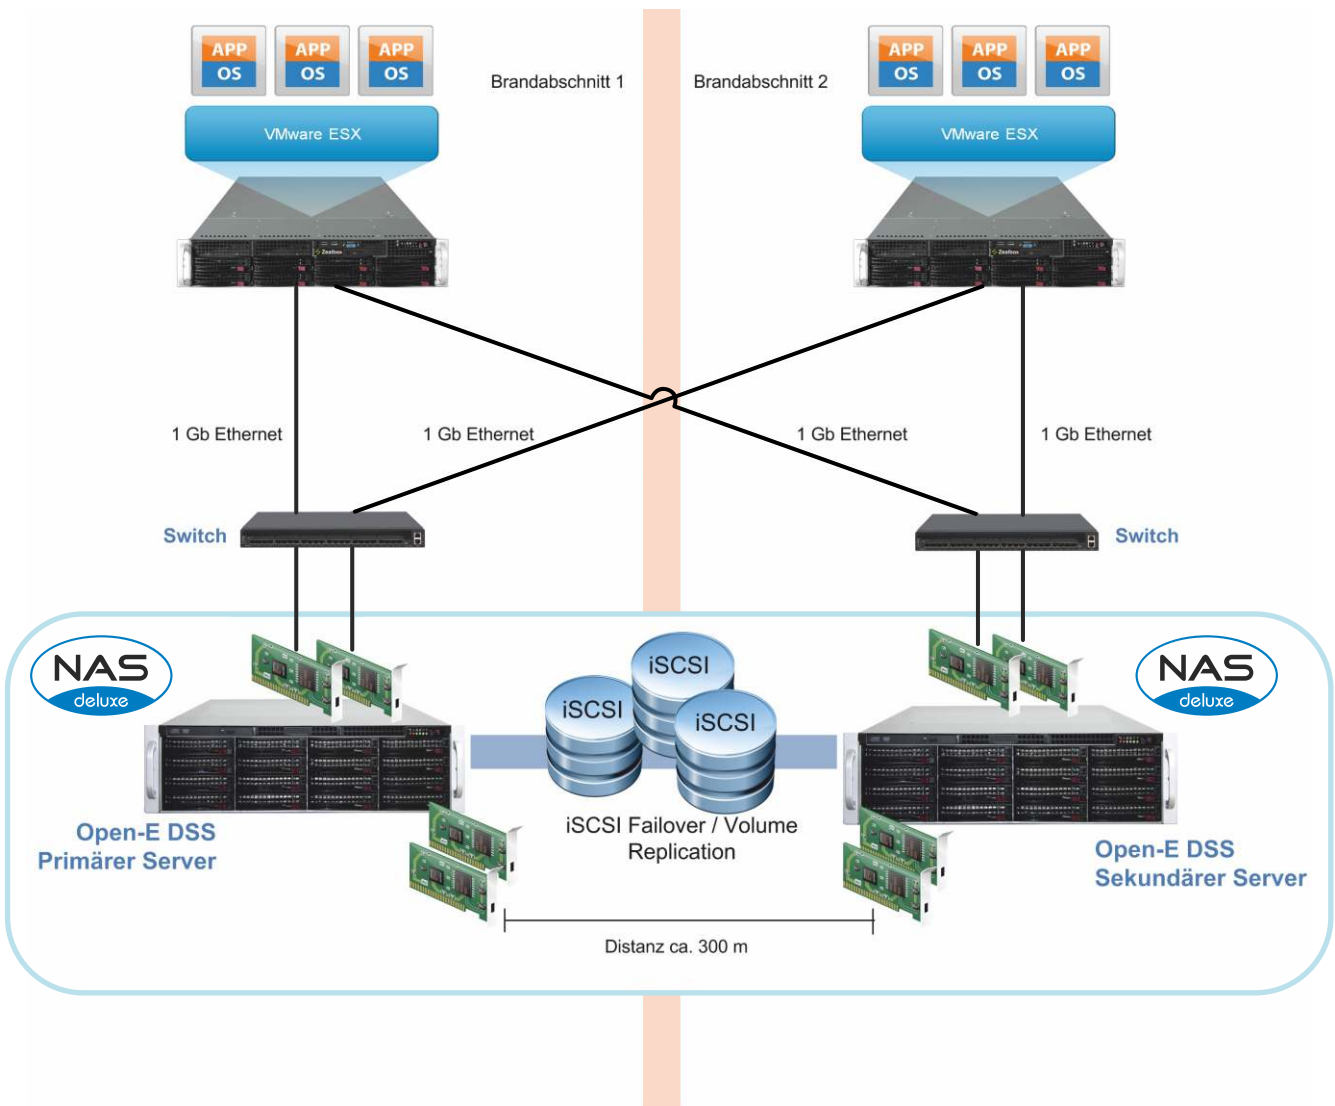 APP
OS
APP
OS
APP
OS
Brandabschnitt 1
Brandabschnitt 2
APP
OS
APP
OS
APP
OS
VMware ESX
VMware ESX
1 Gb Ethernet
1 Gb Ethernet
1 Gb Ethernet
1 Gb Ethernet
Switch
Switch
NAS
deluxe
iSCSI
iSCSI
iSCSI
NAS
deluxe
Open-E DSS
Primärer Server
iSCSI Failover / Volume
Replication
Open-E DSS
Sekundärer Server
Distanz ca. 300 m